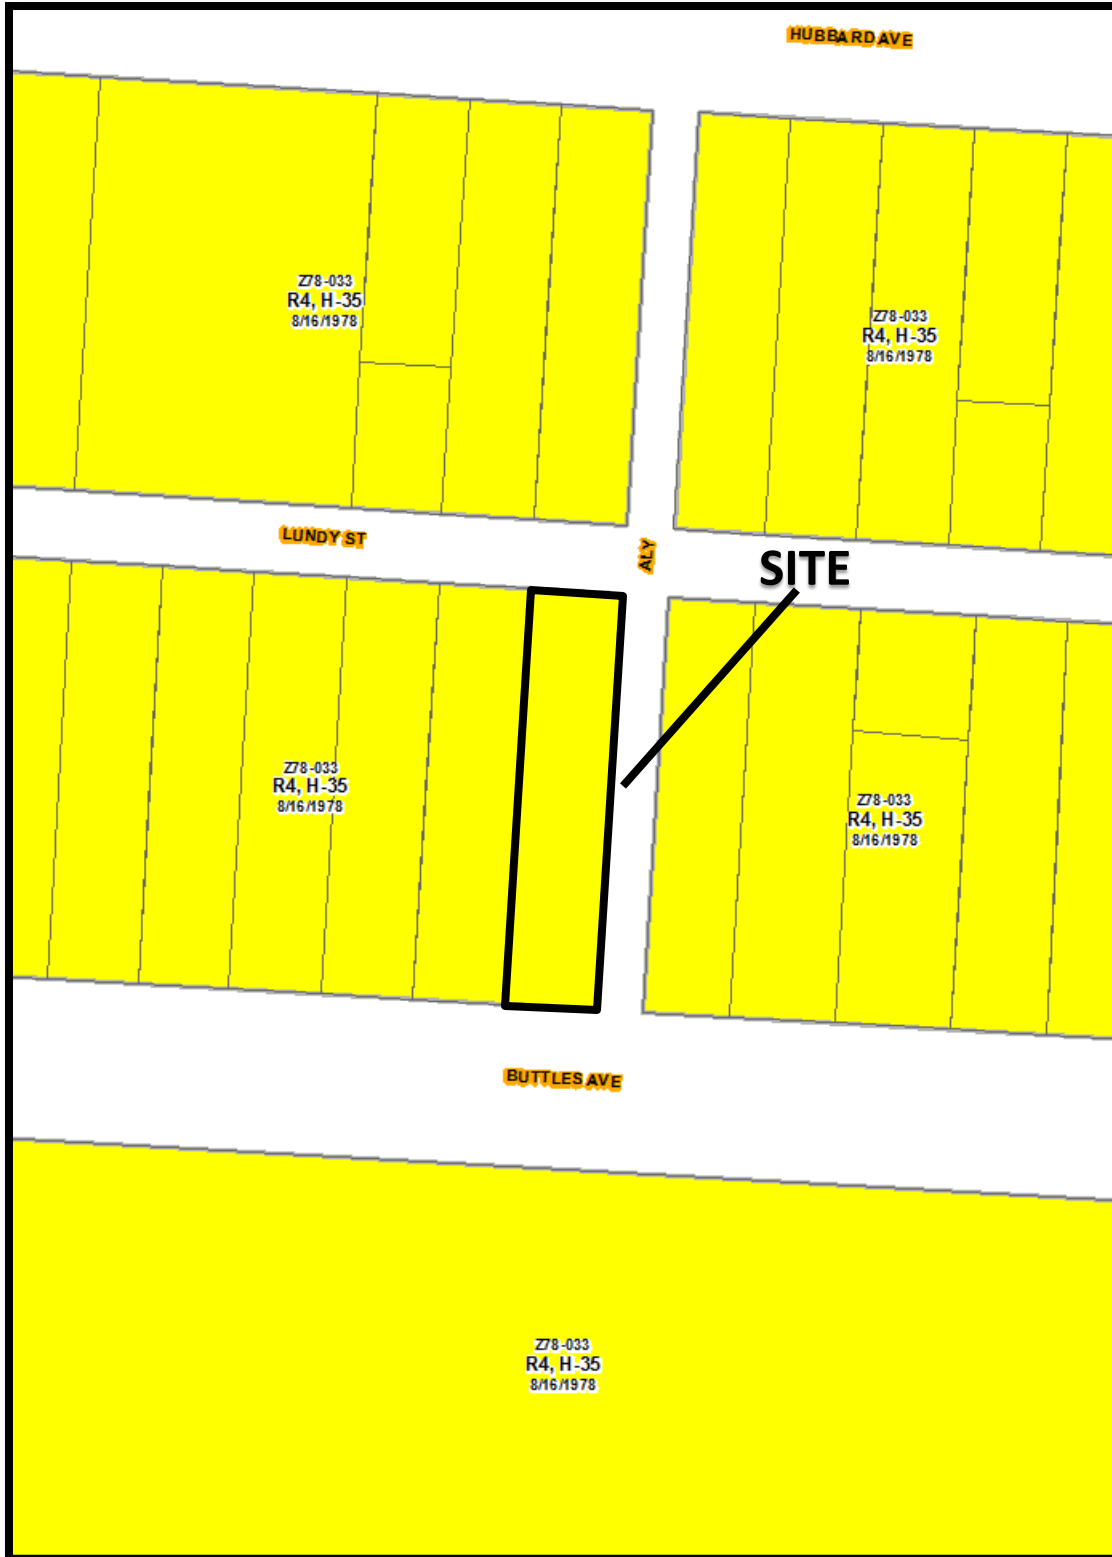 HUBBARD AVE
Z78-033
R4, H-35
8/16/1978
Z78-033
R4, H-35
8/16/1978
LUNDY ST
ALY
SITE
Z78-033
R4, H-35
8/16/1978
Z78-033
R4, H-35
8/16/1978
BUTTLES AVE
Z78-033
R4, H-35
8/16/1978